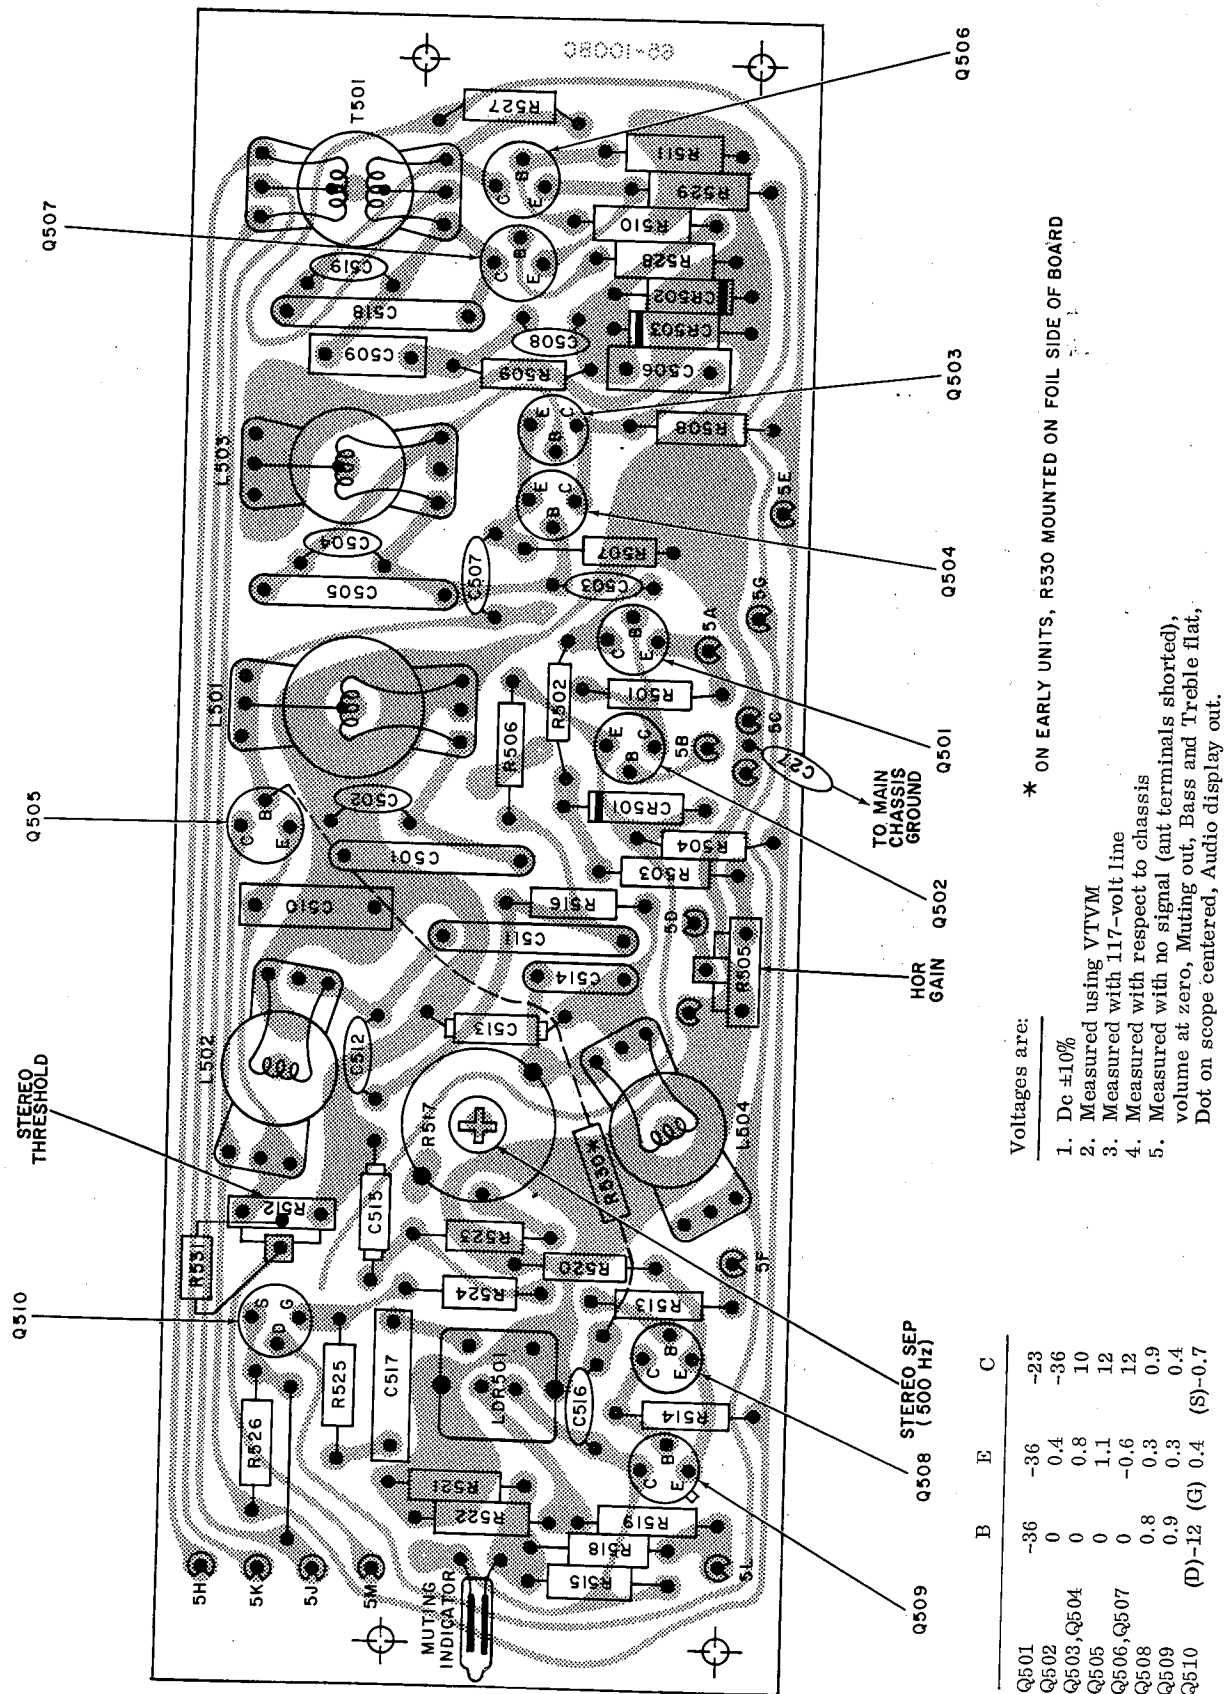 68-1008C
Q506
T501
R527
Q507
C
B
E
R511
R529
R510
R528
C519
C518
C509
C508
CR502
CR503
C506
R509
Q503
L503
E
B
C
R508
5E
C504
C505
C507
R507
C503
Q504
5G
5A
L501
C
B
E
R502
R501
R506
E
B
C
5B
5C
C27
TO MAIN
CHASSIS
GROUND
Q501
Q505
C
B
E
C502
C501
CR501
R504
R503
Q502
C510
R516
C511
5D
C514
R505
HOR
GAIN
L502
C512
C513
STEREO
THRESHOLD
R517
R530*
L504
R512
R531
C515
R523
R520
R524
R513
5F
STEREO SEP
(500 Hz)
Q510
S
G
D
R525
R526
C517
LDR501
C516
C
B
E
R514
Q508
C
B
E
R521
R522
R519
R518
R515
Q509
5H
5K
5J
5M
5L
MUTING
INDICATOR
* ON EARLY UNITS, R530 MOUNTED ON FOIL SIDE OF BOARD
Voltages are:
1. Dc ±10%
2. Measured using VTVM
3. Measured with 117-volt line
4. Measured with respect to chassis
5. Measured with no signal (ant terminals shorted),
volume at zero, Muting out, Bass and Treble flat,
Dot on scope centered, Audio display out.
B E C
Q501 -36 -36 -23
Q502 0 0.4 -36
Q503,Q504 0 0.8 10
Q505 0 1.1 12
Q506,Q507 0 -0.6 12
Q508 0.8 0.3 0.9
Q509 0.9 0.3 0.4
Q510 (D)-12 (G) 0.4 (S)-0.7